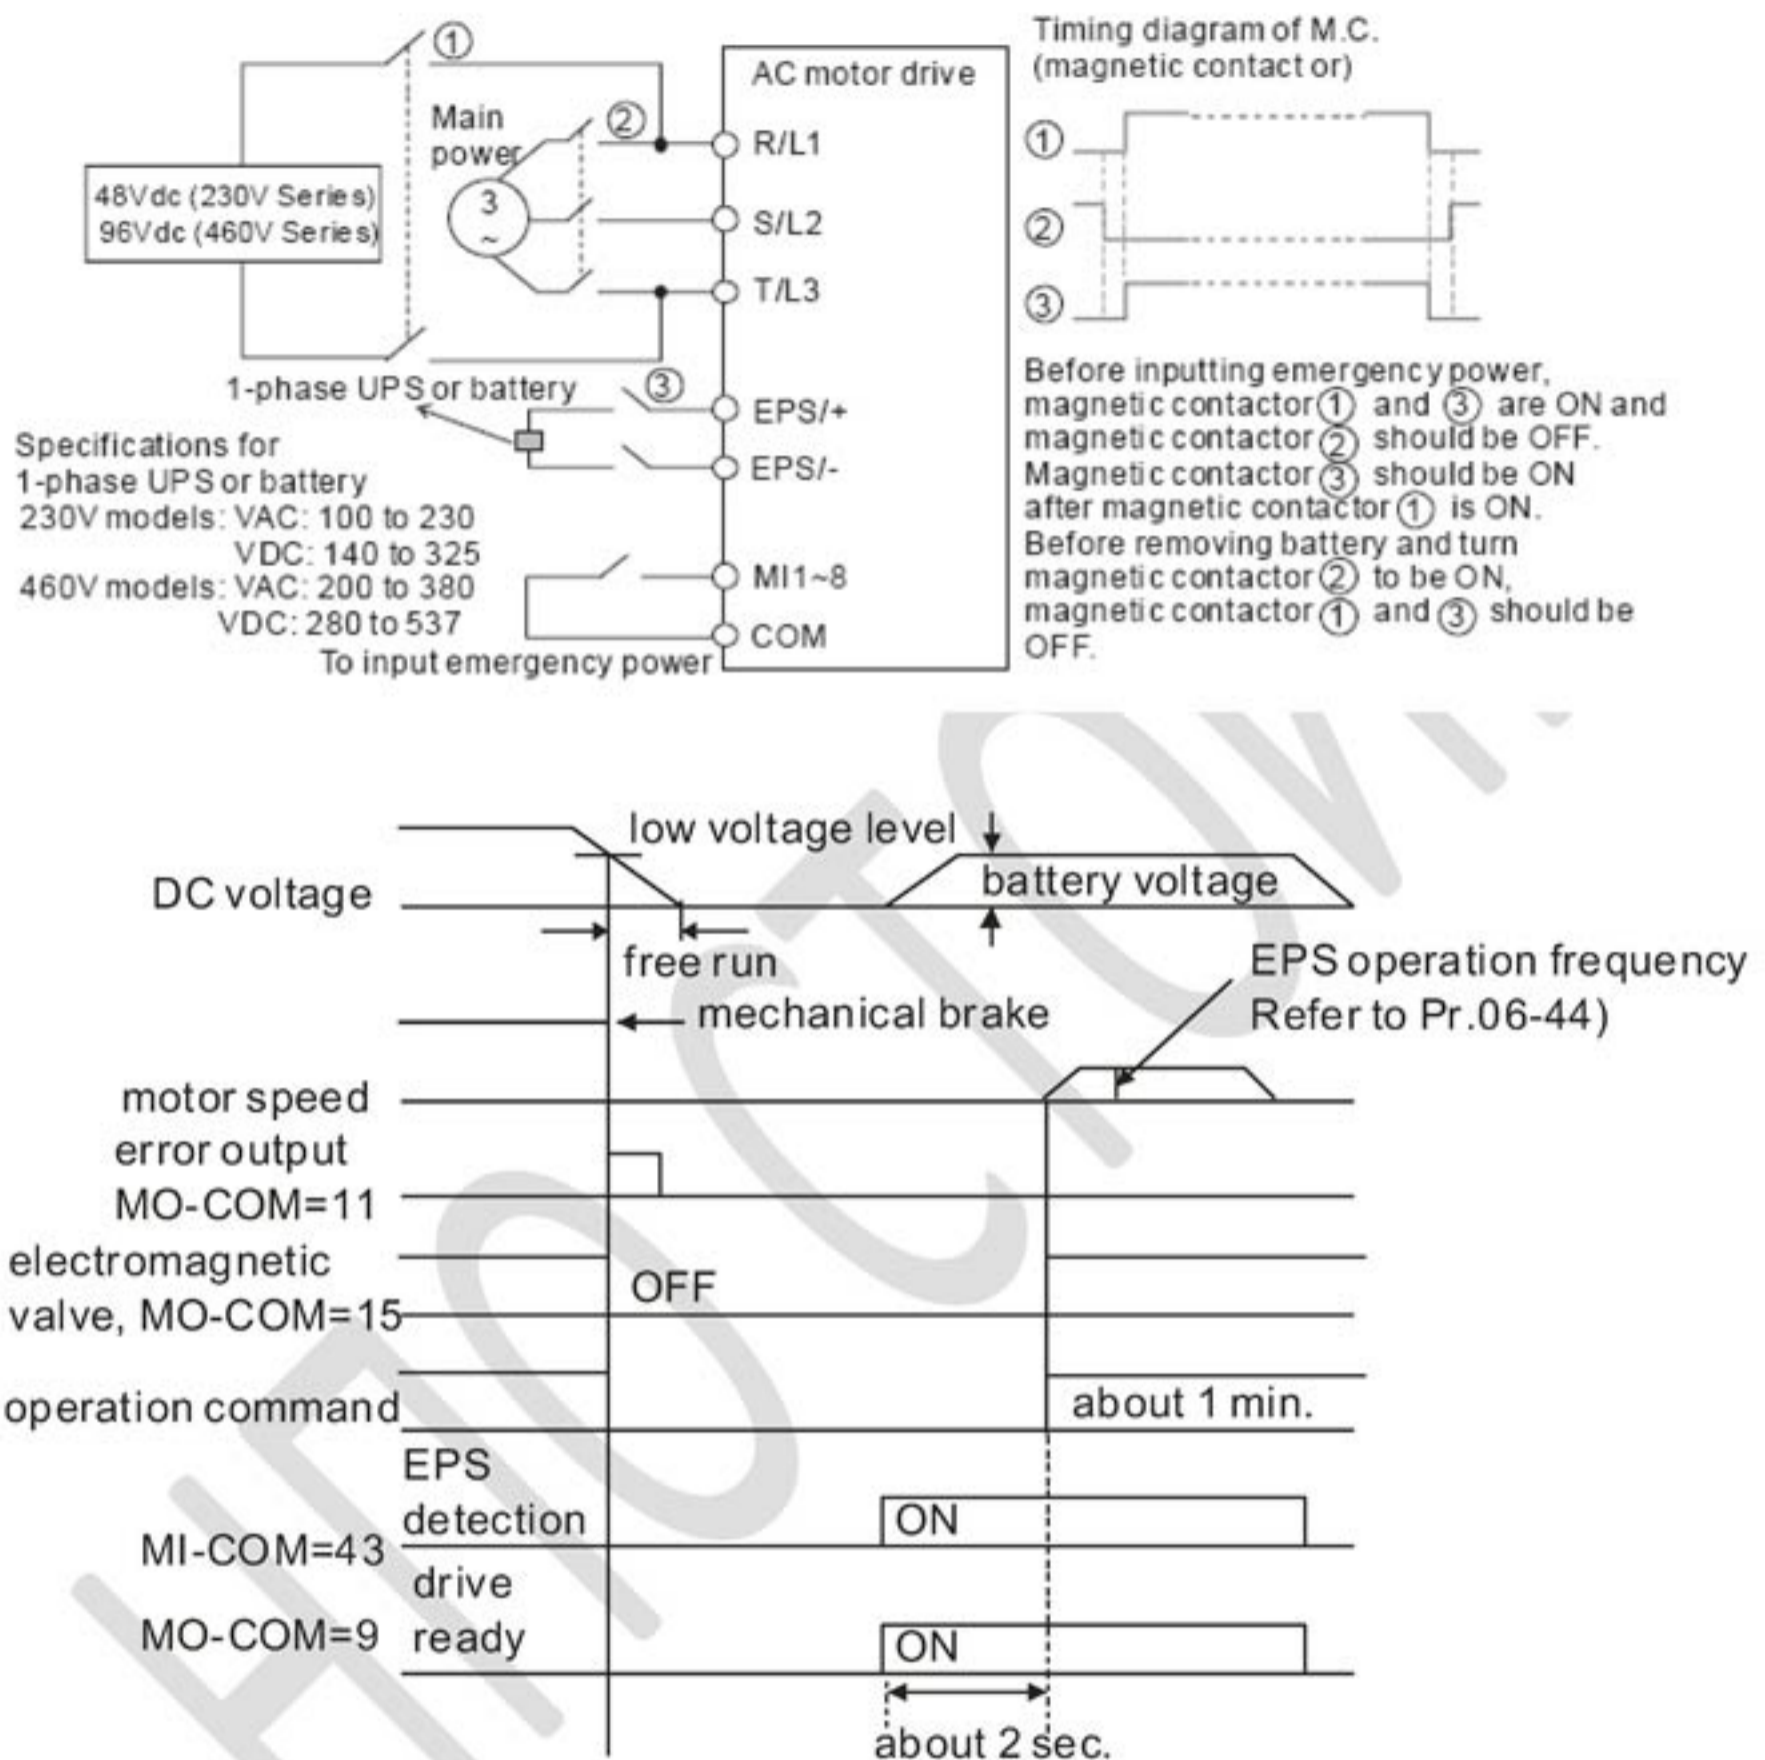 ①
AC motor drive
Main
power
②
R/L1
48Vdc (230V Series)
96Vdc (460V Series)
3
~
S/L2
T/L3
1-phase UPS or battery
③
EPS/+
EPS/-
Specifications for
1-phase UPS or battery
230V models: VAC: 100 to 230
VDC: 140 to 325
460V models: VAC: 200 to 380
VDC: 280 to 537
MI1~8
COM
To input emergency power
Timing diagram of M.C.
(magnetic contact or)
①
②
③
Before inputting emergency power,
magnetic contactor ① and ③ are ON and
magnetic contactor ② should be OFF.
Magnetic contactor ③ should be ON
after magnetic contactor ① is ON.
Before removing battery and turn
magnetic contactor ② to be ON,
magnetic contactor ① and ③ should be
OFF.
low voltage level
DC voltage
battery voltage
free run
EPS operation frequency
Refer to Pr.06-44)
mechanical brake
motor speed
error output
MO-COM=11
electromagnetic
valve, MO-COM=15
OFF
operation command
about 1 min.
EPS
detection
MI-COM=43
ON
drive
ready
MO-COM=9
ON
about 2 sec.